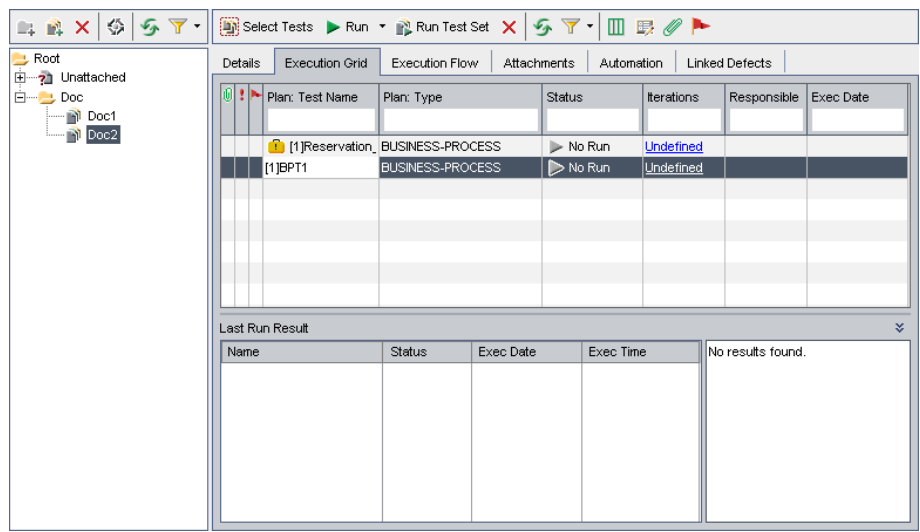 Select Tests Run Run Test Set
Root
Unattached
Doc
Doc1
Doc2
Details Execution Grid Execution Flow Attachments Automation Linked Defects
Plan: Test Name Plan: Type Status Iterations Responsible Exec Date
[1]Reservation_ BUSINESS-PROCESS No Run Undefined
[1]BPT1 BUSINESS-PROCESS No Run Undefined
Last Run Result
Name Status Exec Date Exec Time No results found.